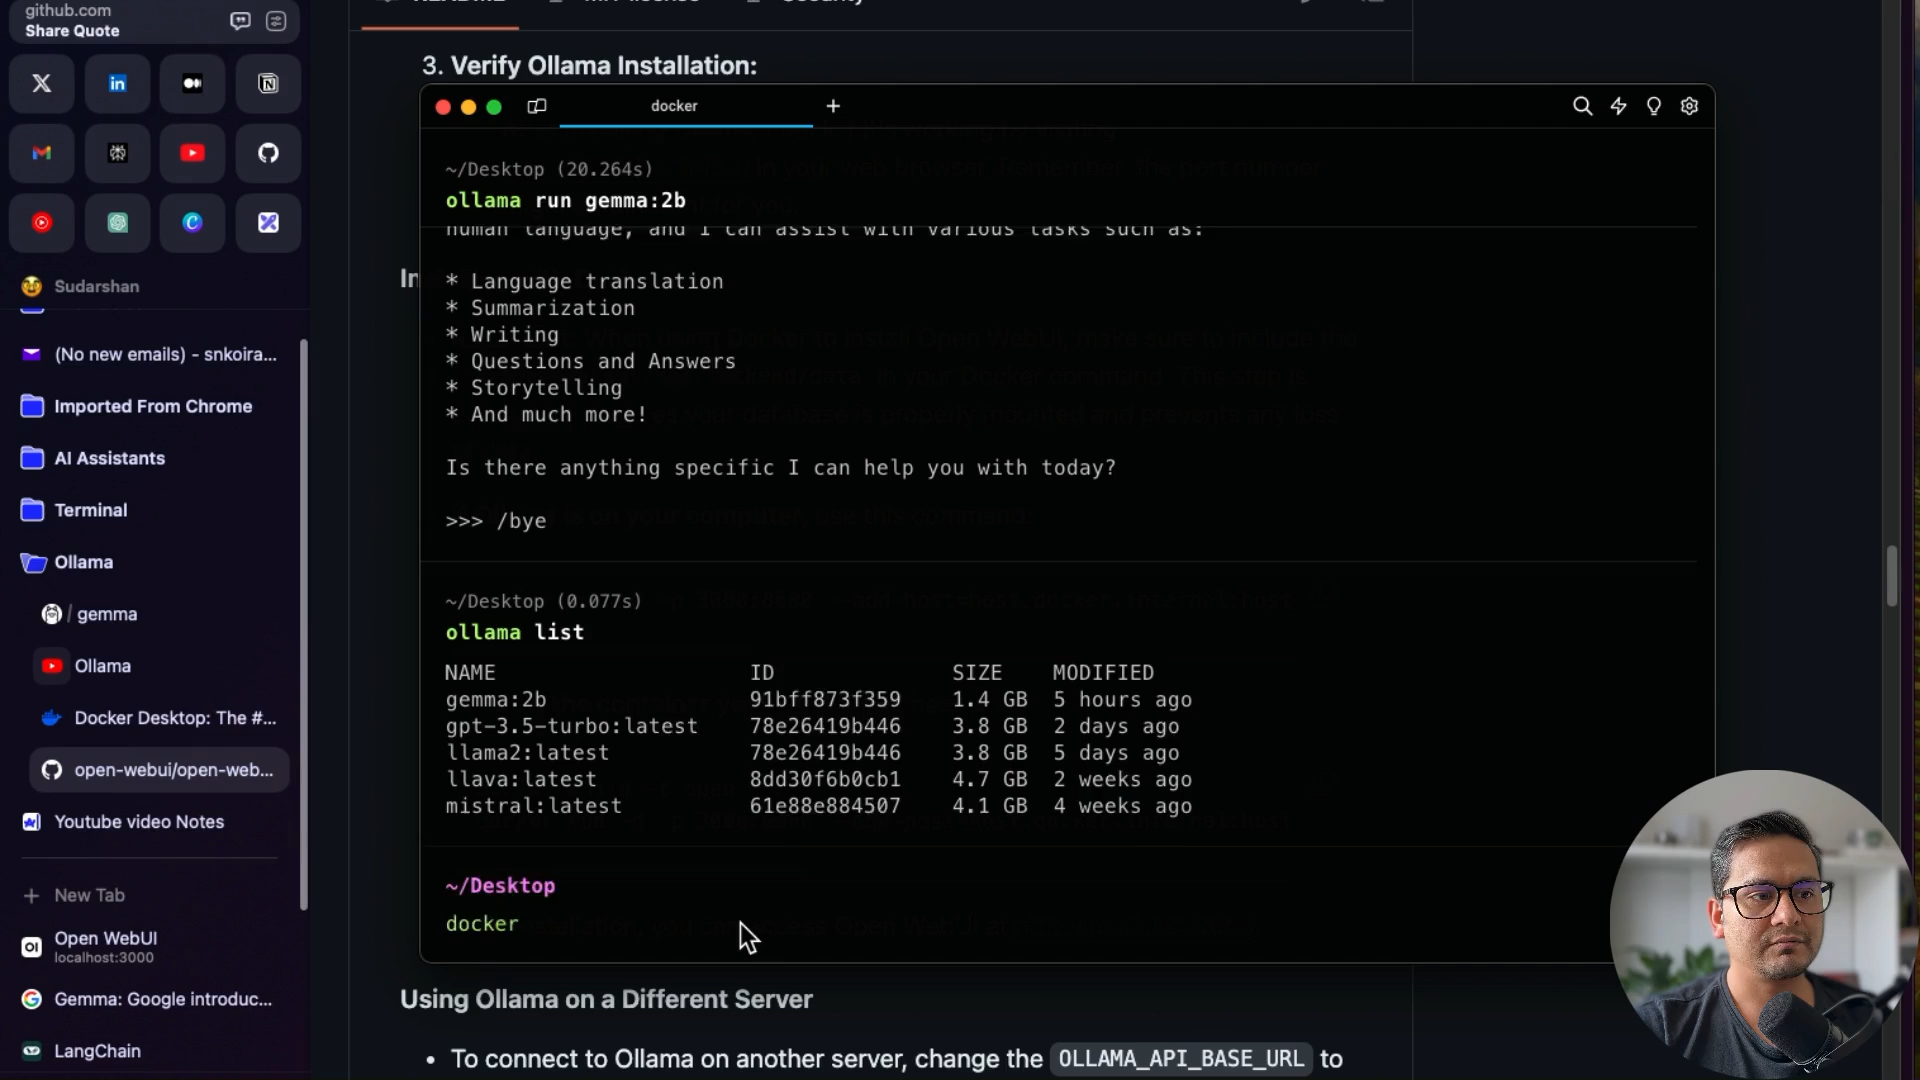 github.com
Share Quote
Sudarshan
(No new emails) - snkoira...
Imported From Chrome
AI Assistants
Terminal
Ollama
/ gemma
Ollama
Docker Desktop: The #...
open-webui/open-web...
Youtube video Notes
+ New Tab
Open WebUI
localhost:3000
Gemma: Google introduc...
LangChain
README
MIT license
Security
3. Verify Ollama Installation:
docker
~/Desktop (20.264s)
ollama run gemma:2b
human language, and I can assist with various tasks such as:
* Language translation
* Summarization
* Writing
* Questions and Answers
* Storytelling
* And much more!
Is there anything specific I can help you with today?
>>> /bye
~/Desktop (0.077s)
ollama list
NAME ID SIZE MODIFIED
gemma:2b 91bff873f359 1.4 GB 5 hours ago
gpt-3.5-turbo:latest 78e26419b446 3.8 GB 2 days ago
llama2:latest 78e26419b446 3.8 GB 5 days ago
llava:latest 8dd30f6b0cb1 4.7 GB 2 weeks ago
mistral:latest 61e88e884507 4.1 GB 4 weeks ago
~/Desktop
docker
Using Ollama on a Different Server
• To connect to Ollama on another server, change the OLLAMA_API_BASE_URL to